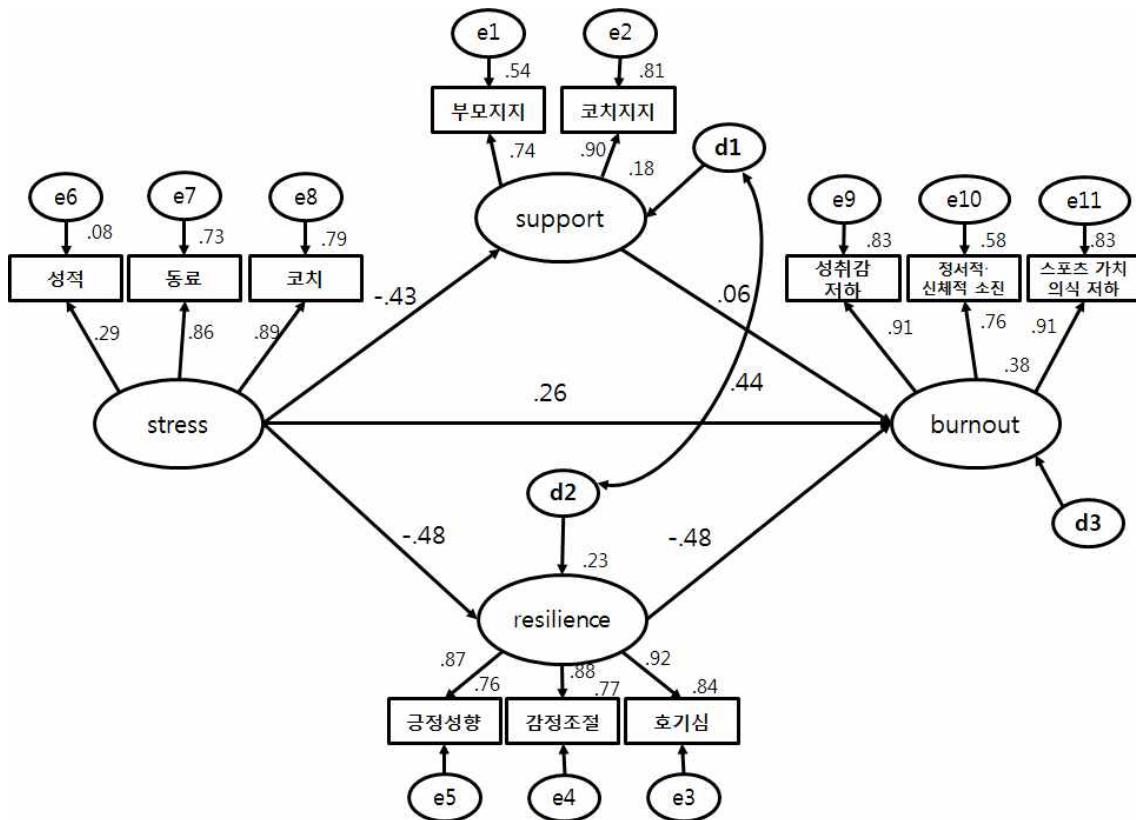 e1
e2
.54
.81
부모지지
코치지지
d1
.74
.90
.18
support
e6
e7
e8
.08
.73
.79
성적
동료
코치
.29
.86
.89
stress
e9
e10
e11
.83
.58
.83
성취감
저하
정서적·
신체적 소진
스포츠 가치
의식 저하
.91
.76
.91
.38
burnout
d3
-.43
.06
.26
.44
-.48
-.48
d2
.23
resilience
.87
.88
.92
.76
.77
.84
긍정성향
감정조절
호기심
e5
e4
e3